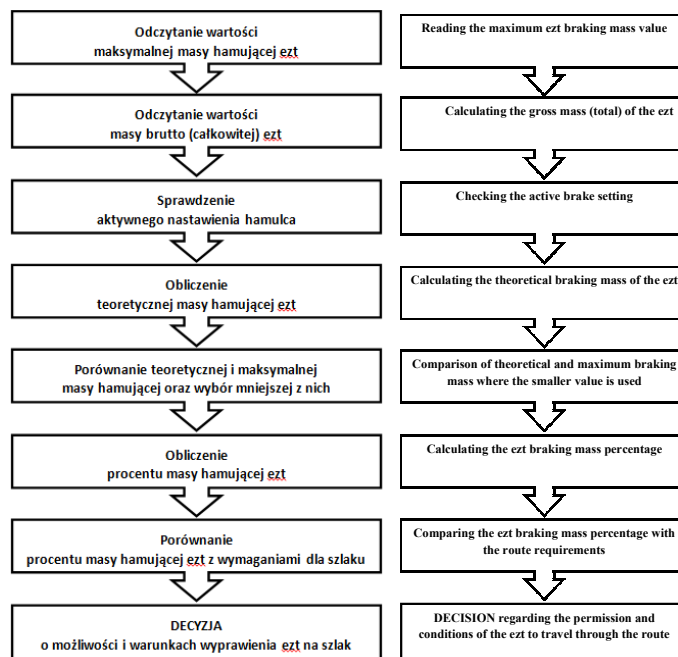 Odczytanie wartości
maksymalnej masy hamującej ezt
Odczytanie wartości
masy brutto (całkowitej) ezt
Sprawdzenie
aktywnego nastawienia hamulca
Obliczenie
teoretycznej masy hamującej ezt
Porównanie teoretycznej i maksymalnej
masy hamującej oraz wybór mniejszej z nich
Obliczenie
procentu masy hamującej ezt
Porównanie
procentu masy hamującej ezt z wymaganiami dla szlaku
DECYZJA
o możliwości i warunkach wyprawienia ezt na szlak
Reading the maximum ezt braking mass value
Calculating the gross mass (total) of the ezt
Checking the active brake setting
Calculating the theoretical braking mass of the ezt
Comparison of theoretical and maximum braking
mass where the smaller value is used
Calculating the ezt braking mass percentage
Comparing the ezt braking mass percentage with
the route requirements
DECISION regarding the permission and
conditions of the ezt to travel through the route